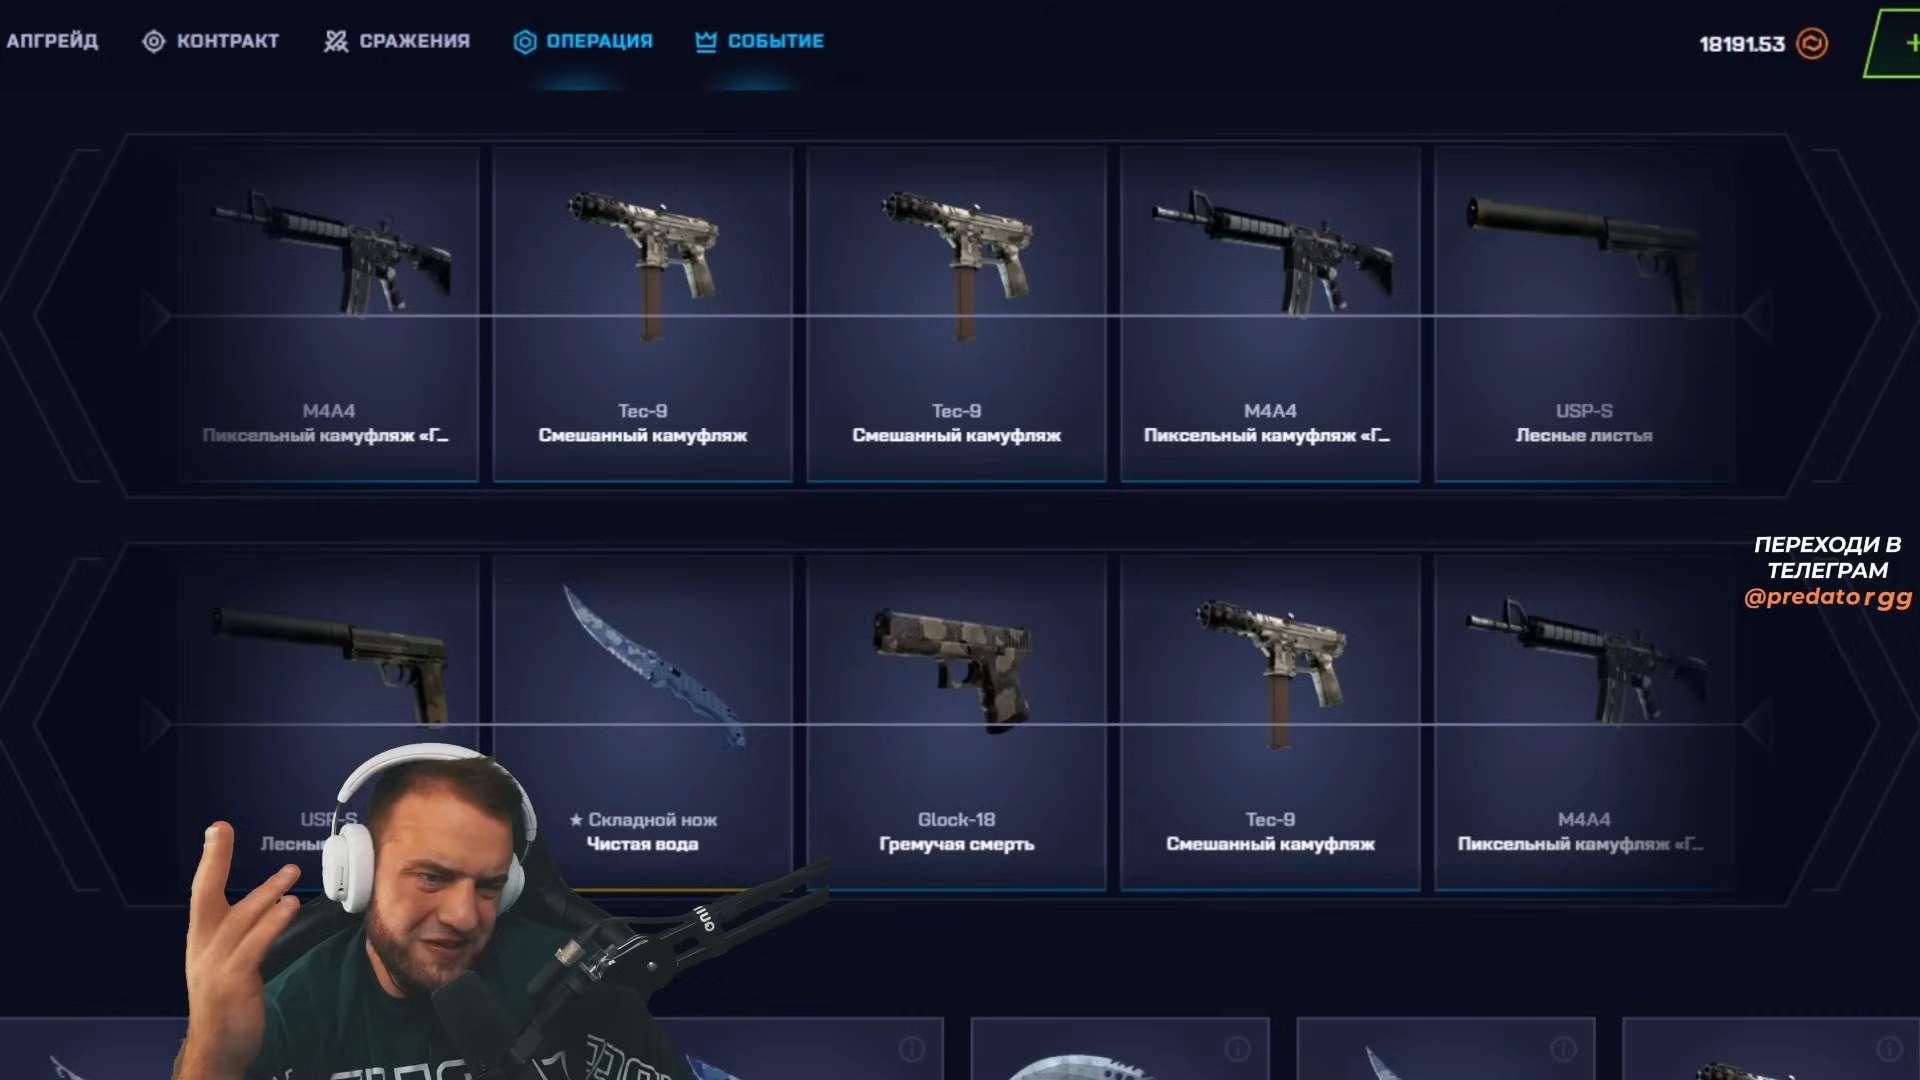 АПГРЕЙД
КОНТРАКТ
СРАЖЕНИЯ
ОПЕРАЦИЯ
СОБЫТИЕ
18191.53
M4A4
Пиксельный камуфляж «Г...
Tec-9
Смешанный камуфляж
Tec-9
Смешанный камуфляж
M4A4
Пиксельный камуфляж «Г...
USP-S
Лесные листья
ПЕРЕХОДИ В
ТЕЛЕГРАМ
@predatorgg
USP-S
★ Складной нож
Чистая вода
Glock-18
Гремучая смерть
Tec-9
Смешанный камуфляж
M4A4
Пиксельный камуфляж «Г...